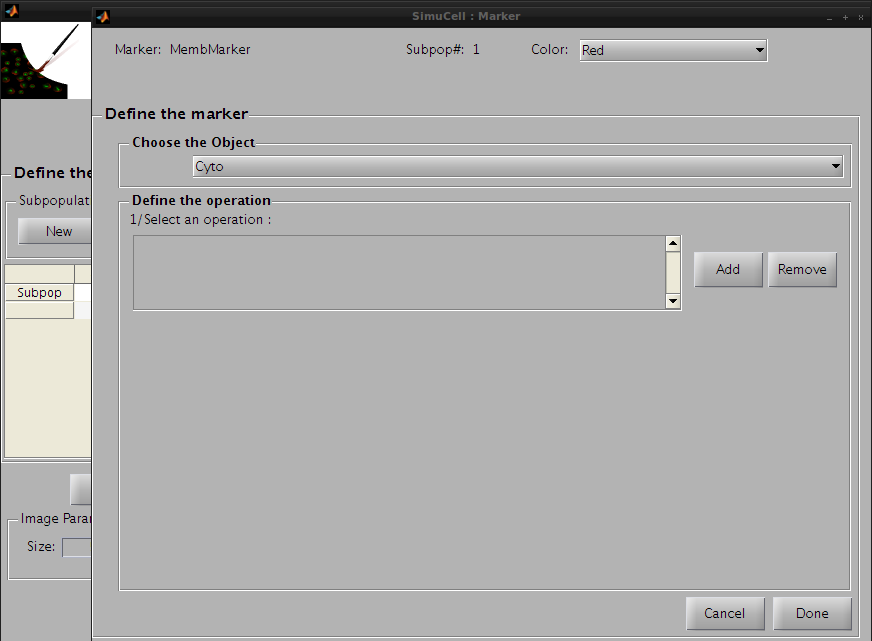 SimuCell : Marker
Marker: MembMarker Subpop#: 1 Color: Red
Define the marker
Choose the Object
Cyto
Define the operation
1/Select an operation :
Add Remove
Cancel Done
Define the
Subpopulat
New
Subpop
Image Para
Size: